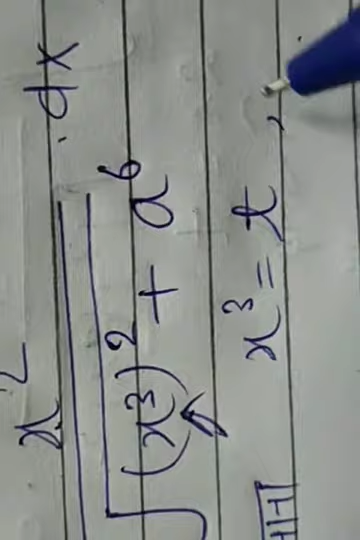 x² . dx
√(x³)² + a⁶
x³ = t,